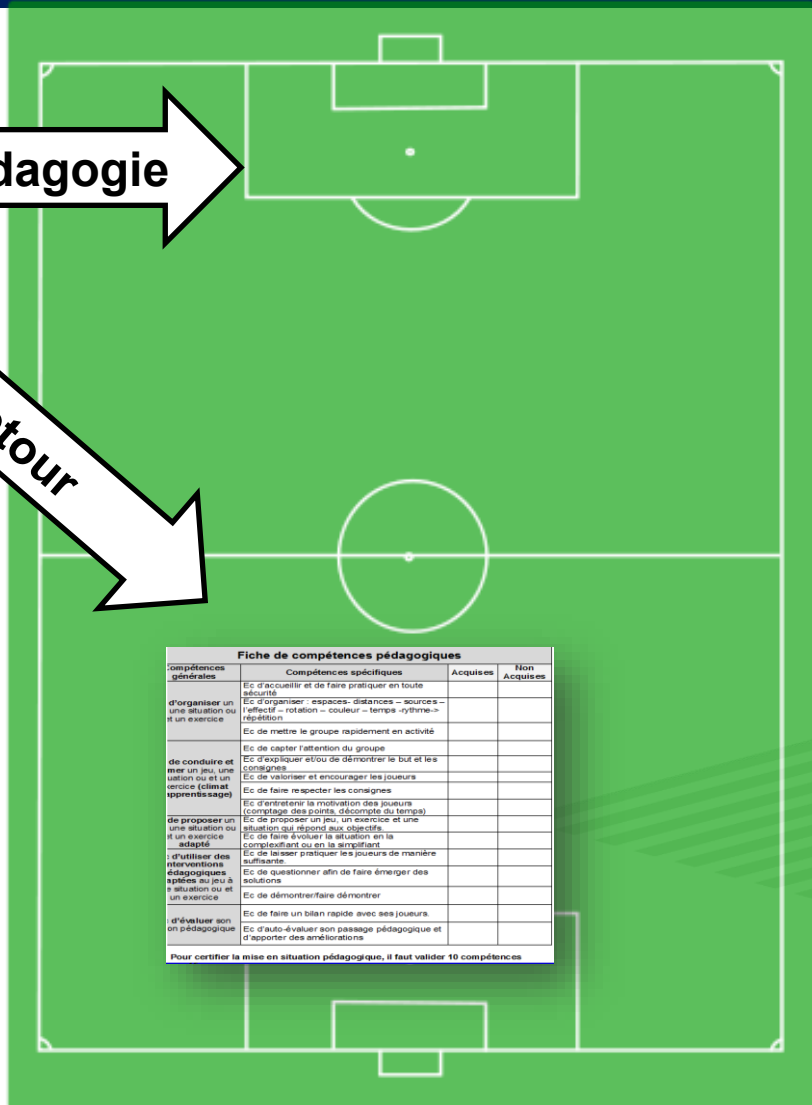 dagogie
tour
Fiche de compétences pédagogiques
ompétences
générales
Compétences spécifiques
Acquises
Non
Acquises
d'organiser un
une situation ou
et un exercice
Ec d'accueillir et de faire pratiquer en toute
sécurité
Ec d'organiser : espaces- distances – sources –
l'effectif – rotation – couleur – temps -rythme->
répétition
Ec de mettre le groupe rapidement en activité
de conduire et
mer un jeu, une
uation ou et un
xercice (climat
apprentissage)
Ec de capter l'attention du groupe
Ec d'expliquer et/ou de démontrer le but et les
consignes
Ec de valoriser et encourager les joueurs
Ec de faire respecter les consignes
Ec d'entretenir la motivation des joueurs
(comptage des points, décompte du temps)
de proposer un
une situation ou
et un exercice
adapté
Ec de proposer un jeu, un exercice et une
situation qui répond aux objectifs.
Ec de faire évoluer la situation en la
complexifiant ou en la simplifiant
d'utiliser des
nterventions
édagogiques
aptées au jeu à
e situation ou et
un exercice
Ec de laisser pratiquer les joueurs de manière
suffisante.
Ec de questionner afin de faire émerger des
solutions
Ec de démontrer/faire démontrer
d'évaluer son
on pédagogique
Ec de faire un bilan rapide avec ses joueurs.
Ec d'auto-évaluer son passage pédagogique et
d'apporter des améliorations
Pour certifier la mise en situation pédagogique, il faut valider 10 compétences